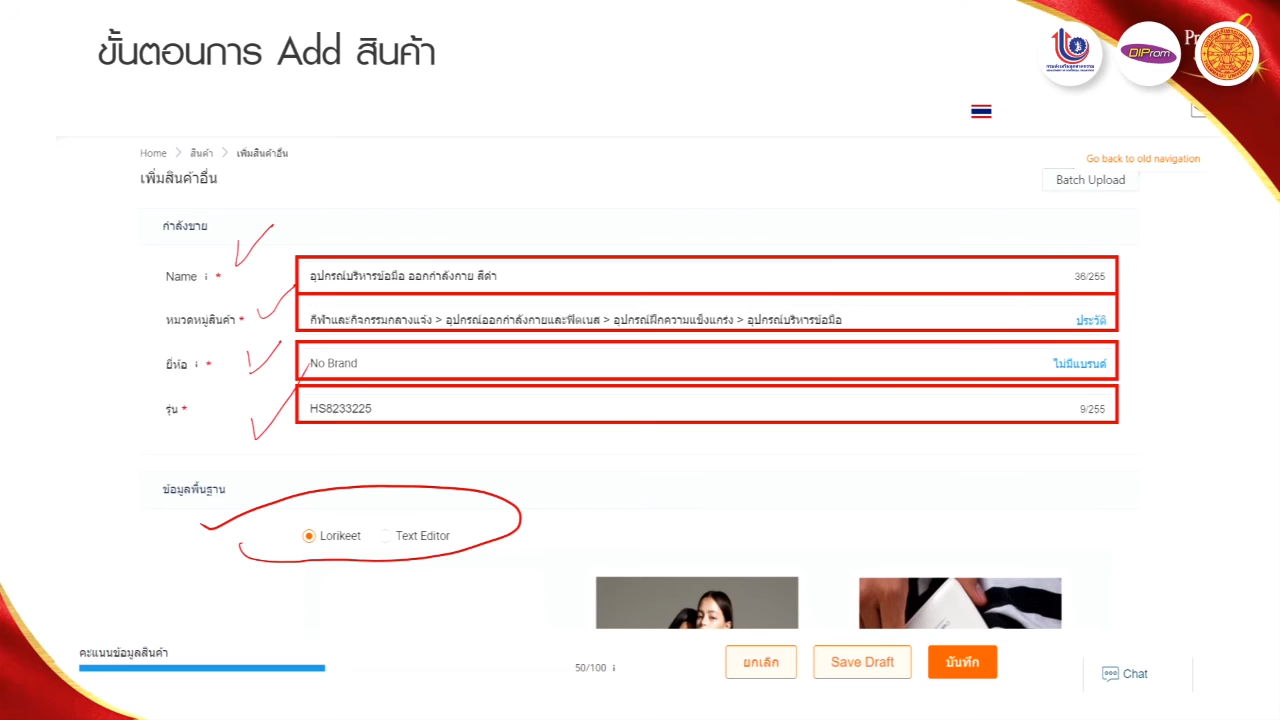 ขั้นตอนการ Add สินค้า
DIProm
Home > สินค้า > เพิ่มสินค้าอื่น
Go back to old navigation
เพิ่มสินค้าอื่น
Batch Upload
กำลังขาย
Name * อุปกรณ์บริหารข้อมือ ออกกำลังกาย สีดำ 36/255
หมวดหมู่สินค้า * กีฬาและกิจกรรมกลางแจ้ง > อุปกรณ์ออกกำลังกายและฟิตเนส > อุปกรณ์ฝึกความแข็งแกร่ง > อุปกรณ์บริหารข้อมือ ประวัติ
ยี่ห้อ * No Brand ไม่มีแบรนด์
รุ่น * HS8233225 9/255
ข้อมูลพื้นฐาน
Lorikeet Text Editor
คะแนนข้อมูลสินค้า
50/100
ยกเลิก Save Draft บันทึก
Chat